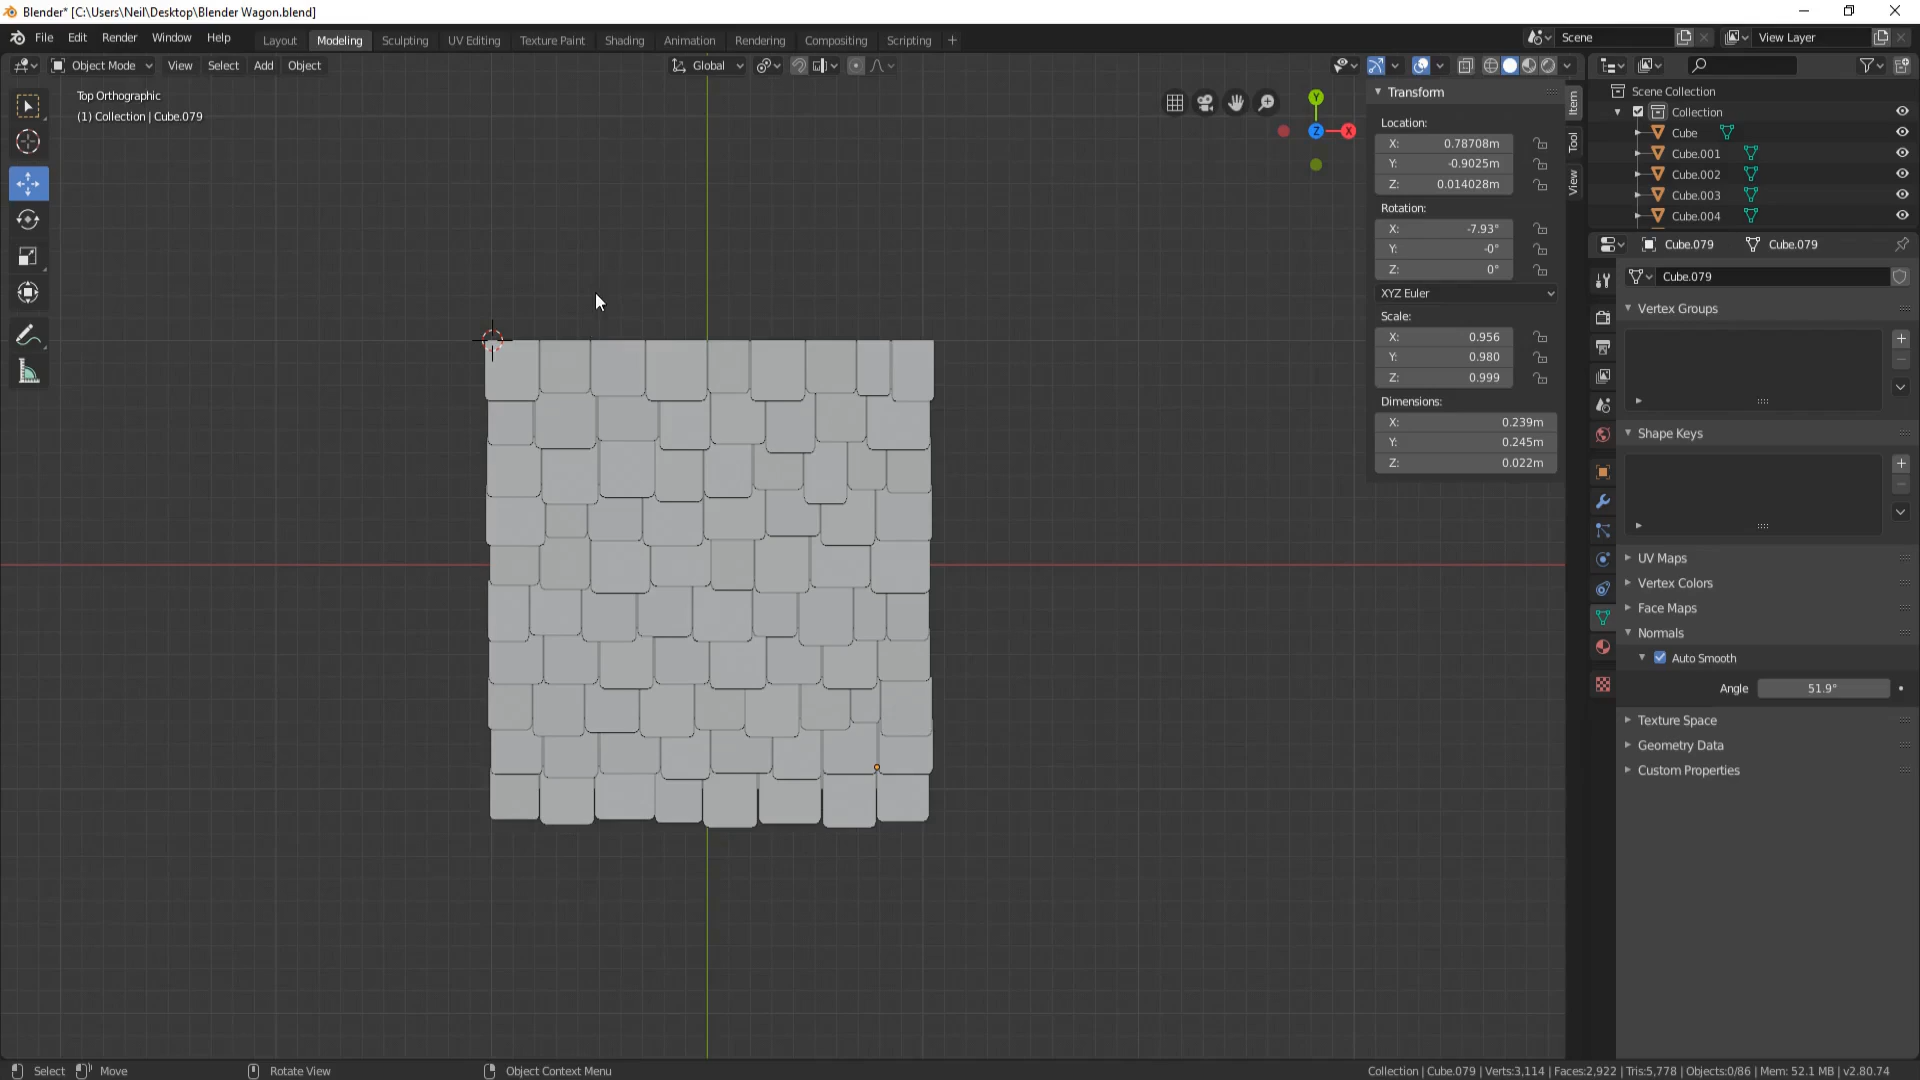 Blender* [C:\Users\Neil\Desktop\Blender Wagon.blend]
File Edit Render Window Help
Layout Modeling Sculpting UV Editing Texture Paint Shading Animation Rendering Compositing Scripting +
Scene
View Layer
Object Mode View Select Add Object
Global
Top Orthographic
(1) Collection | Cube.079
Y
Z
X
Transform
Location:
X: 0.78708m
Y: -0.9025m
Z: 0.014028m
Rotation:
X: -7.93°
Y: -0°
Z: 0°
XYZ Euler
Scale:
X: 0.956
Y: 0.980
Z: 0.999
Dimensions:
X: 0.239m
Y: 0.245m
Z: 0.022m
Item
Tool
View
Scene Collection
Collection
Cube
Cube.001
Cube.002
Cube.003
Cube.004
Cube.079 Cube.079
Cube.079
Vertex Groups
Shape Keys
UV Maps
Vertex Colors
Face Maps
Normals
Auto Smooth
Angle 51.9°
Texture Space
Geometry Data
Custom Properties
Select Move Rotate View Object Context Menu
Collection | Cube.079 | Verts:3,114 | Faces:2,922 | Tris:5,778 | Objects:0/86 | Mem: 52.1 MB | v2.80.74